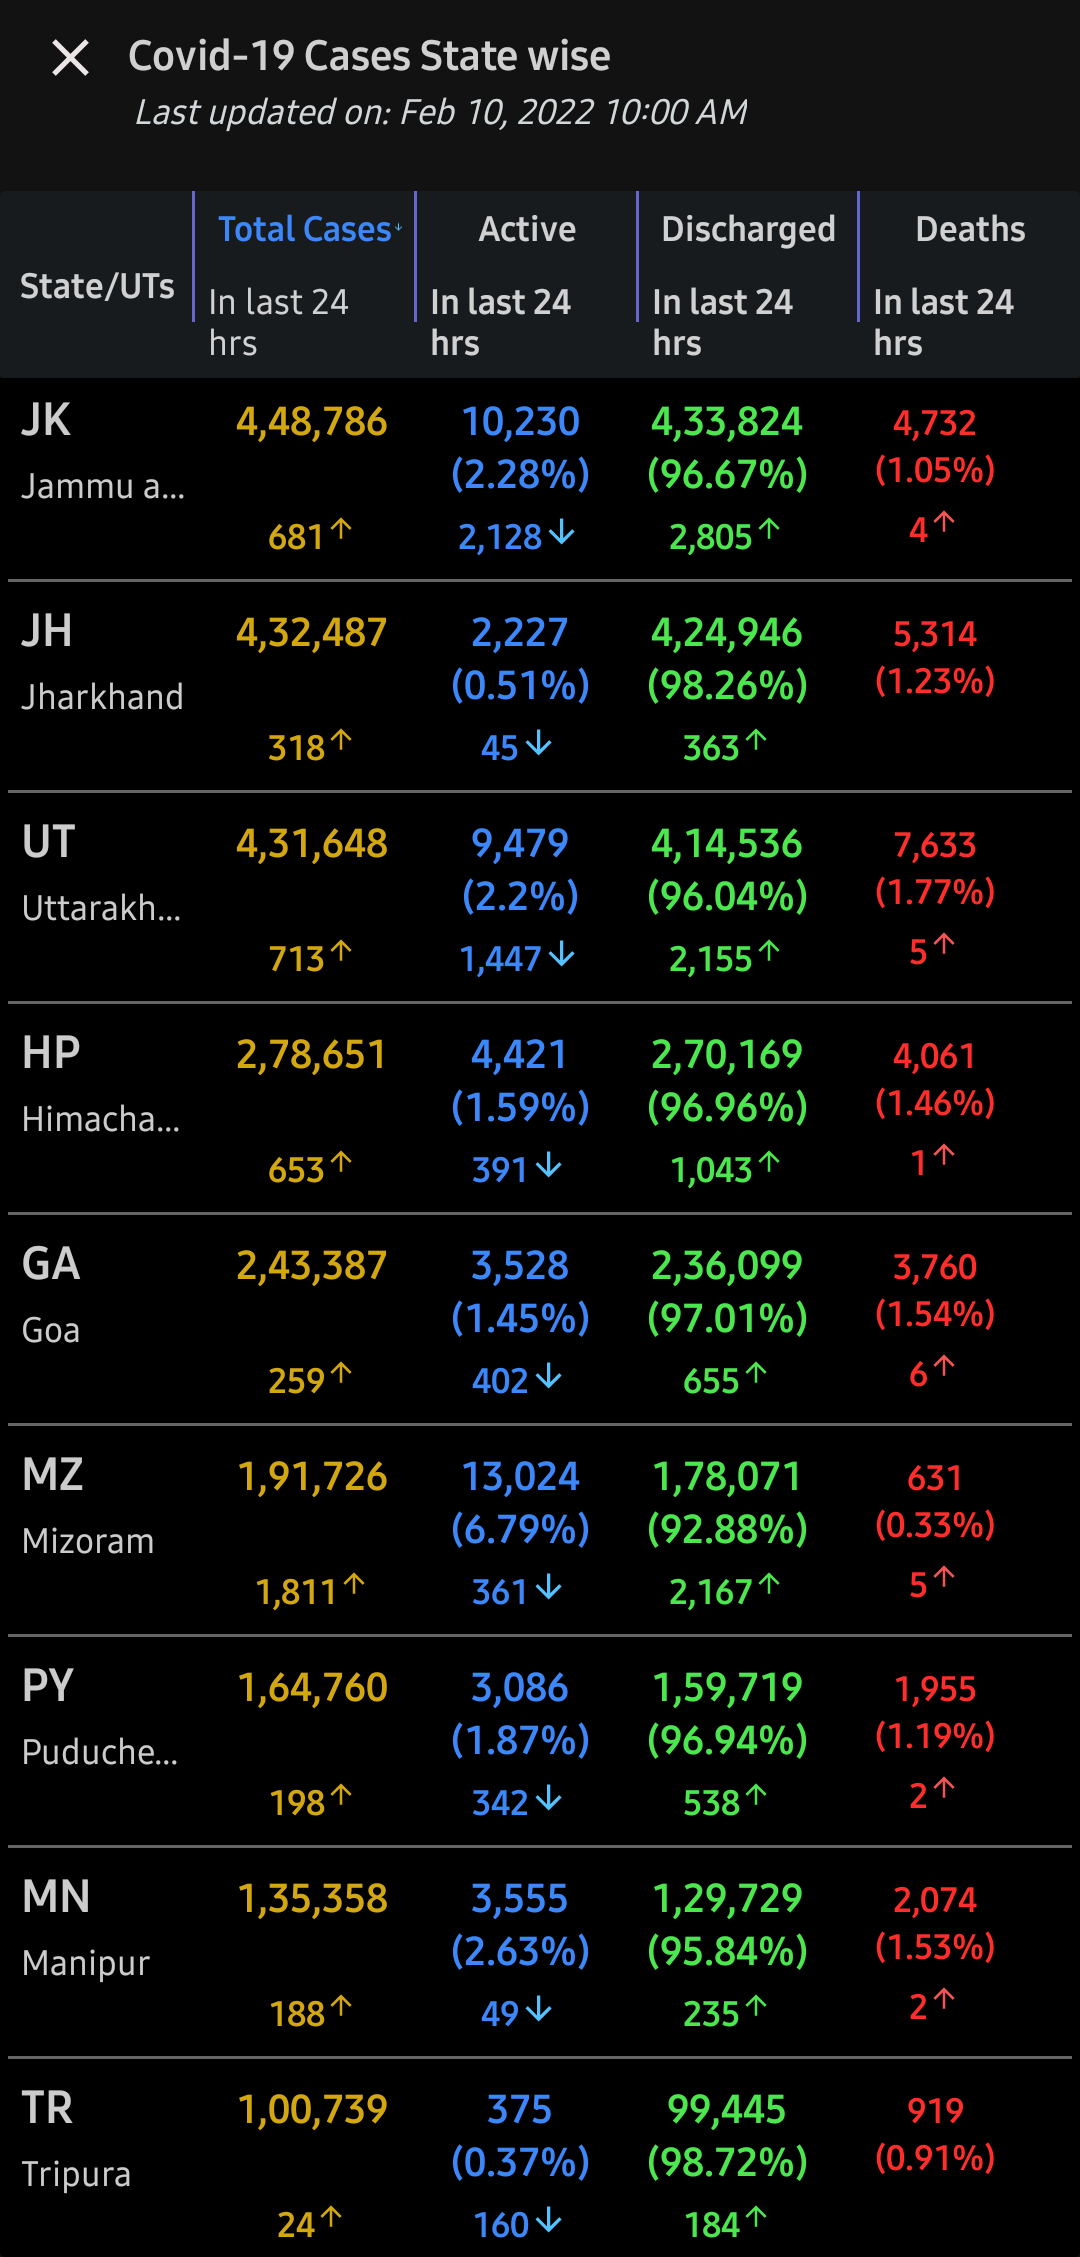 Covid-19 Cases State wise
Last updated on: Feb 10, 2022 10:00 AM
State/UTs
Total Cases↓ Active Discharged Deaths
In last 24 hrs In last 24 hrs In last 24 hrs In last 24 hrs
JK 4,48,786 10,230 4,33,824 4,732
Jammu a... (2.28%) (96.67%) (1.05%)
681↑ 2,128↓ 2,805↑ 4↑
JH 4,32,487 2,227 4,24,946 5,314
Jharkhand (0.51%) (98.26%) (1.23%)
318↑ 45↓ 363↑
UT 4,31,648 9,479 4,14,536 7,633
Uttarakh... (2.2%) (96.04%) (1.77%)
713↑ 1,447↓ 2,155↑ 5↑
HP 2,78,651 4,421 2,70,169 4,061
Himacha... (1.59%) (96.96%) (1.46%)
653↑ 391↓ 1,043↑ 1↑
GA 2,43,387 3,528 2,36,099 3,760
Goa (1.45%) (97.01%) (1.54%)
259↑ 402↓ 655↑ 6↑
MZ 1,91,726 13,024 1,78,071 631
Mizoram (6.79%) (92.88%) (0.33%)
1,811↑ 361↓ 2,167↑ 5↑
PY 1,64,760 3,086 1,59,719 1,955
Puduche... (1.87%) (96.94%) (1.19%)
198↑ 342↓ 538↑ 2↑
MN 1,35,358 3,555 1,29,729 2,074
Manipur (2.63%) (95.84%) (1.53%)
188↑ 49↓ 235↑ 2↑
TR 1,00,739 375 99,445 919
Tripura (0.37%) (98.72%) (0.91%)
24↑ 160↓ 184↑